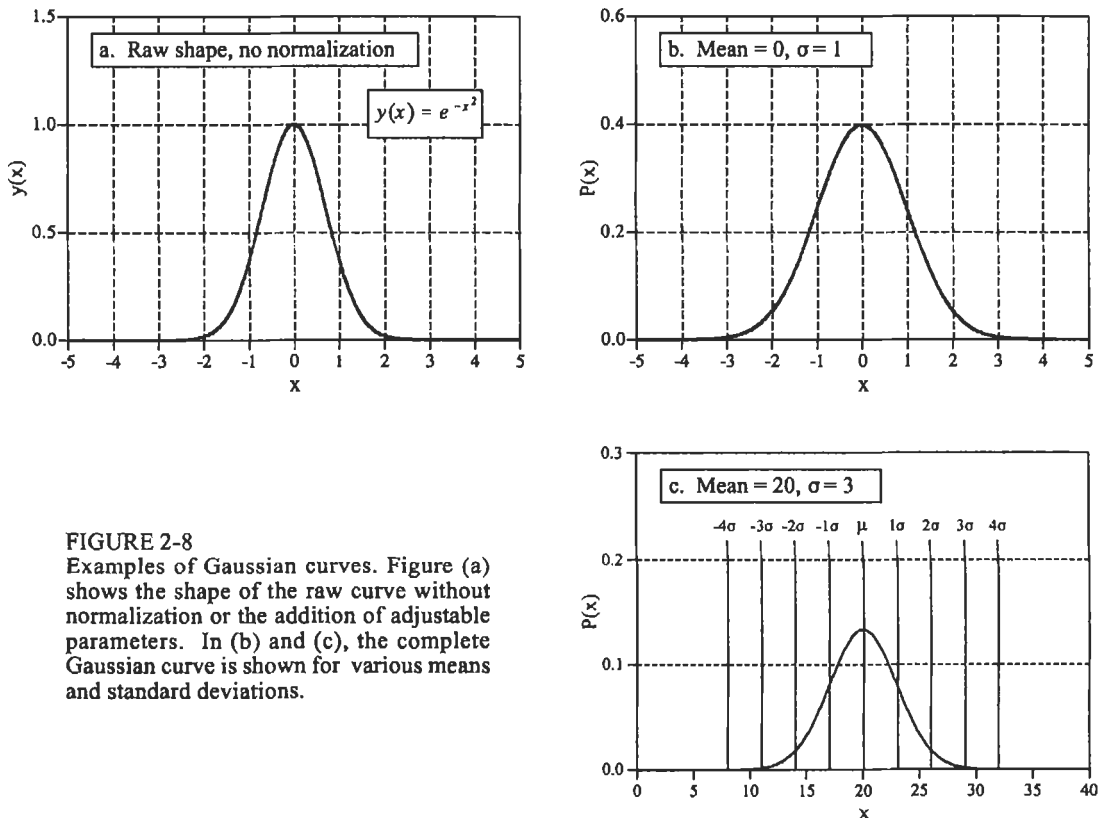 1.5
a. Raw shape, no normalization
y(x) = e^{-x^2}
1.0
y(x)
0.5
0.0
-5 -4 -3 -2 -1 0 1 2 3 4 5
x
0.6
b. Mean = 0, σ = 1
0.4
P(x)
0.2
0.0
-5 -4 -3 -2 -1 0 1 2 3 4 5
x
FIGURE 2-8
Examples of Gaussian curves. Figure (a)
shows the shape of the raw curve without
normalization or the addition of adjustable
parameters. In (b) and (c), the complete
Gaussian curve is shown for various means
and standard deviations.
0.3
c. Mean = 20, σ = 3
-4σ -3σ -2σ -1σ μ 1σ 2σ 3σ 4σ
0.2
P(x)
0.1
0.0
0 5 10 15 20 25 30 35 40
x